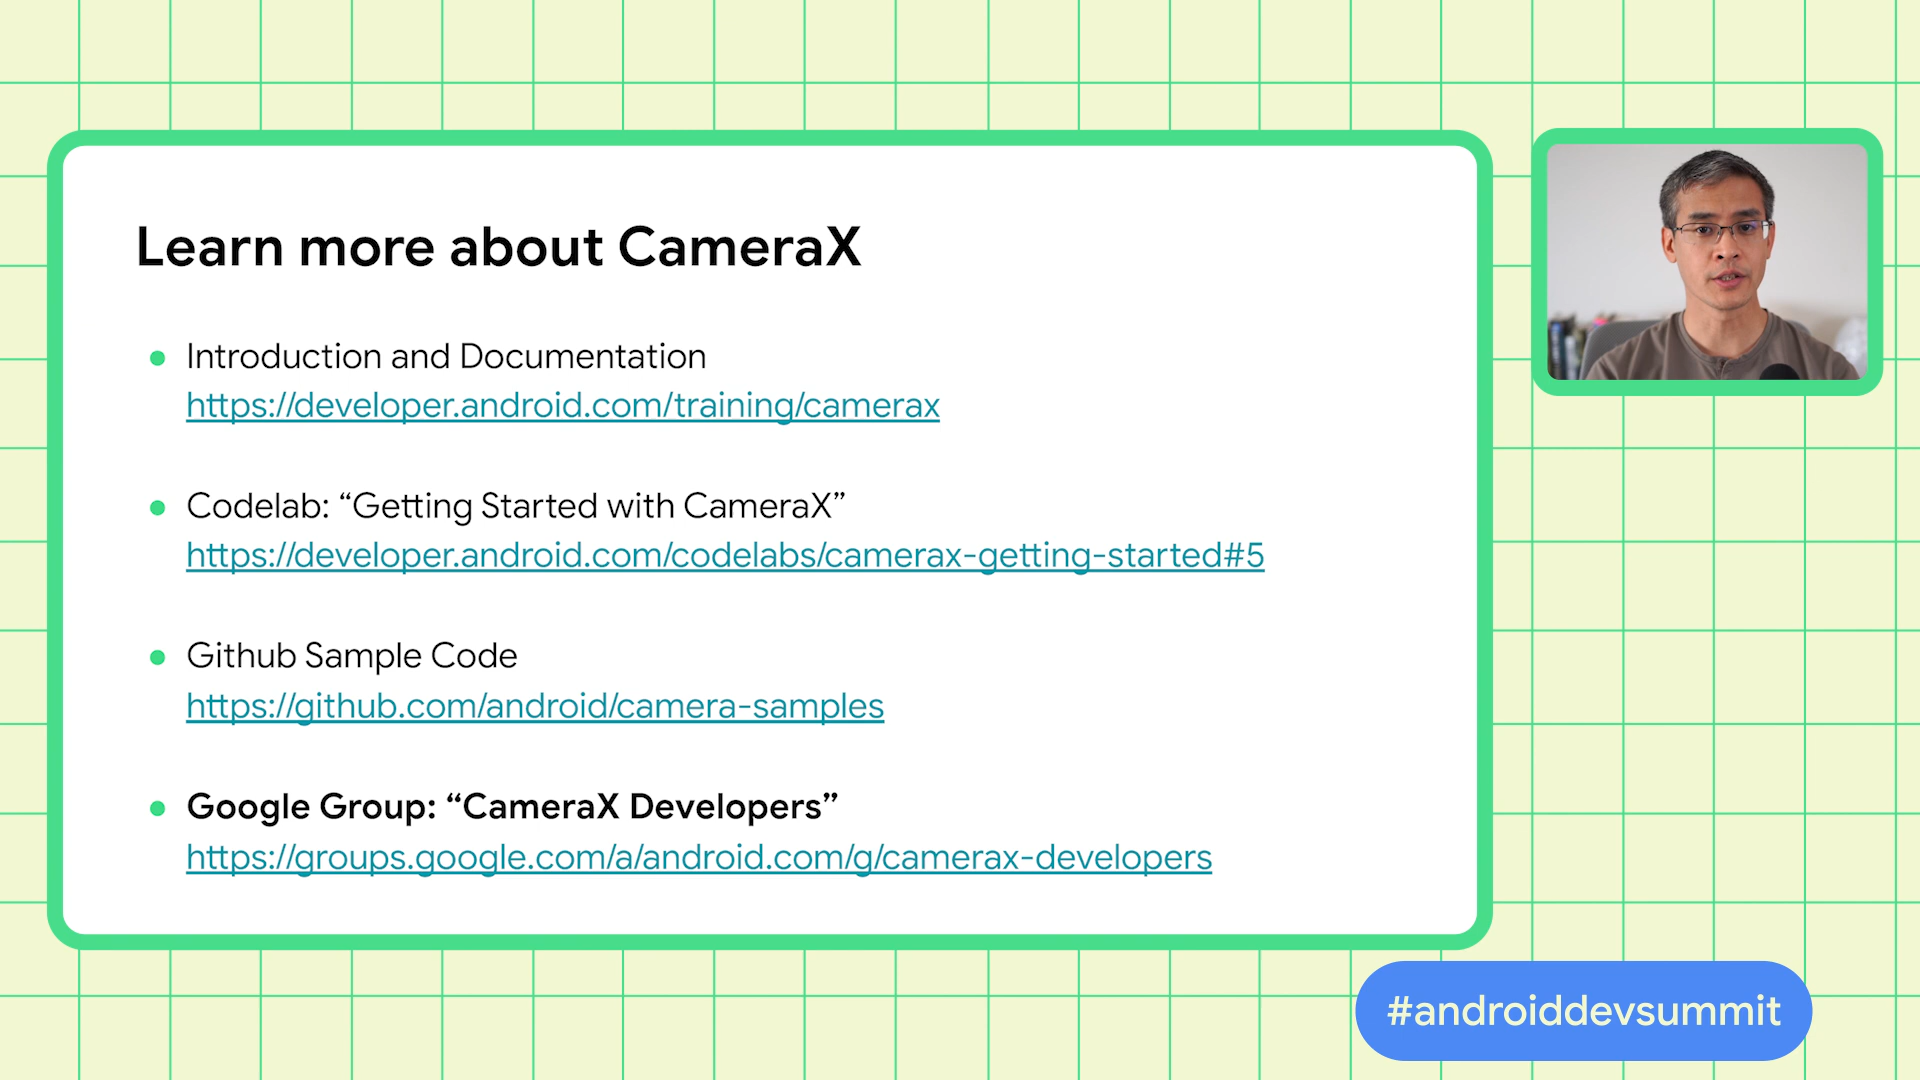 Learn more about CameraX
Introduction and Documentation
https://developer.android.com/training/camerax
Codelab: “Getting Started with CameraX”
https://developer.android.com/codelabs/camerax-getting-started#5
Github Sample Code
https://github.com/android/camera-samples
Google Group: “CameraX Developers”
https://groups.google.com/a/android.com/g/camerax-developers
#androiddevsummit